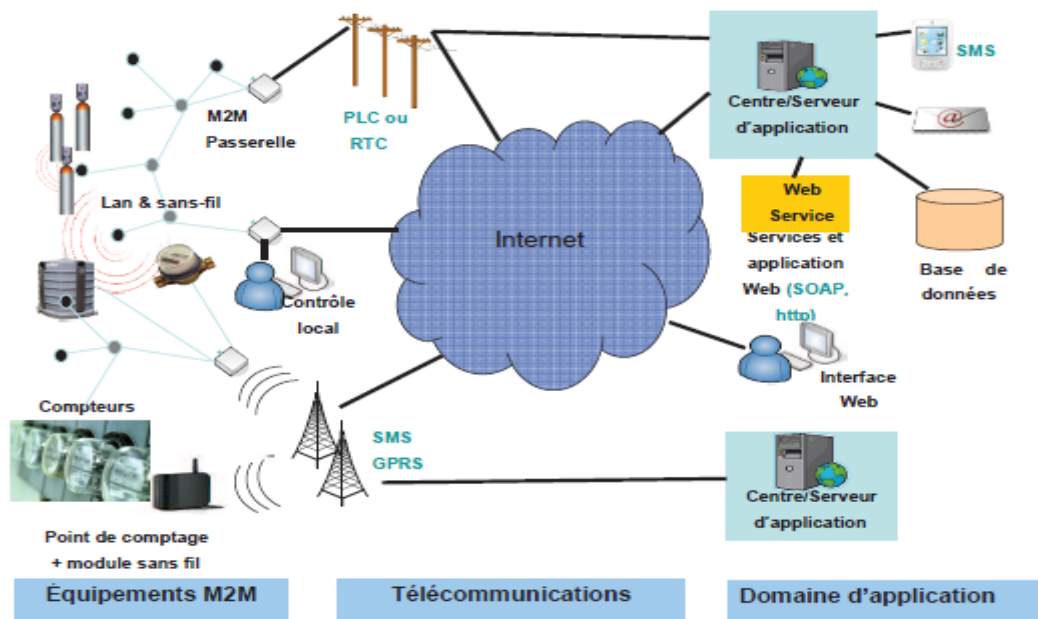 M2M
Passerelle
PLC ou
RTC
Centre/Serveur
d'application
SMS
@
Lan & sans-fil
Internet
Web
Service
Services et
application
Web (SOAP,
http)
Base de
données
Contrôle
local
Interface
Web
Compteurs
SMS
GPRS
Centre/Serveur
d'application
Point de comptage
+ module sans fil
Équipements M2M
Télécommunications
Domaine d'application